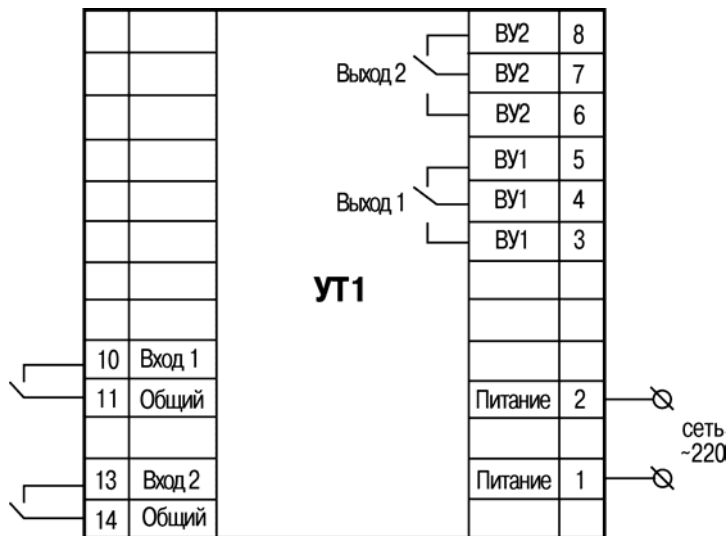 ВУ2 8
Выход 2 ВУ2 7
ВУ2 6
ВУ1 5
Выход 1 ВУ1 4
ВУ1 3
УТ1
10 Вход 1
11 Общий
Питание 2
сеть
~220
13 Вход 2
Питание 1
14 Общий